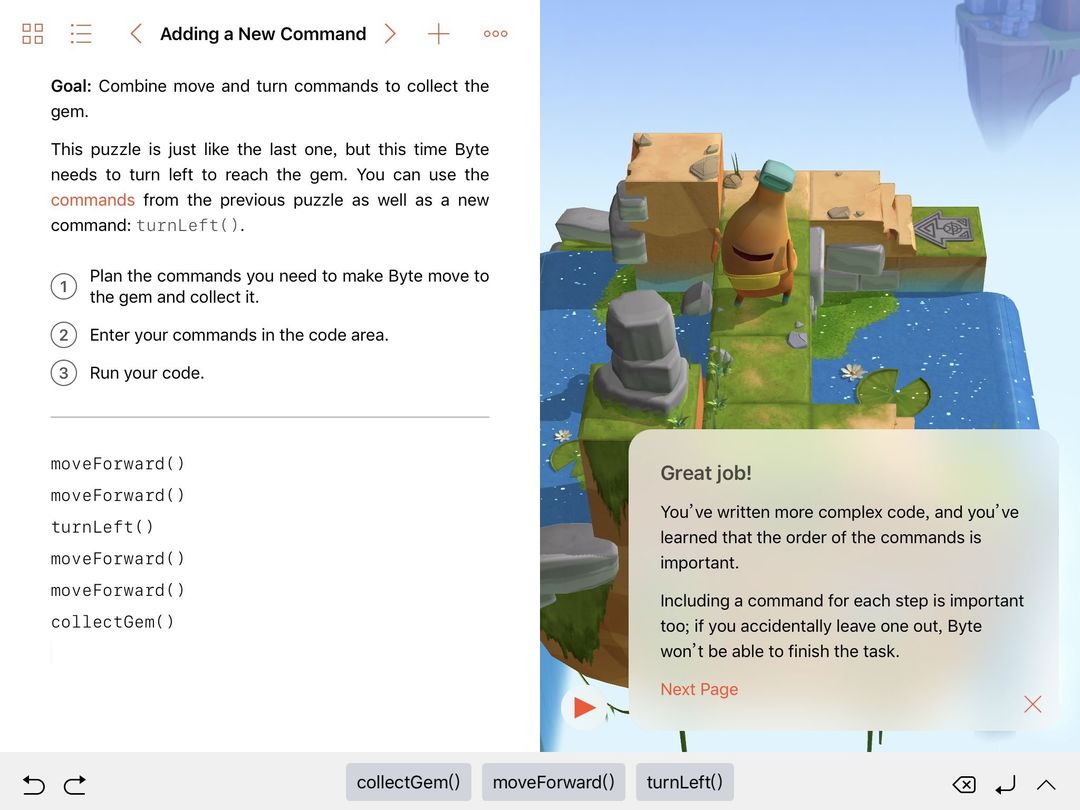 Adding a New Command
Goal: Combine move and turn commands to collect the
gem.
This puzzle is just like the last one, but this time Byte
needs to turn left to reach the gem. You can use the
commands from the previous puzzle as well as a new
command: turnLeft().
1 Plan the commands you need to make Byte move to
the gem and collect it.
2 Enter your commands in the code area.
3 Run your code.
moveForward()
moveForward()
turnLeft()
moveForward()
moveForward()
collectGem()
Great job!
You’ve written more complex code, and you’ve
learned that the order of the commands is
important.
Including a command for each step is important
too; if you accidentally leave one out, Byte
won’t be able to finish the task.
Next Page
collectGem() moveForward() turnLeft()